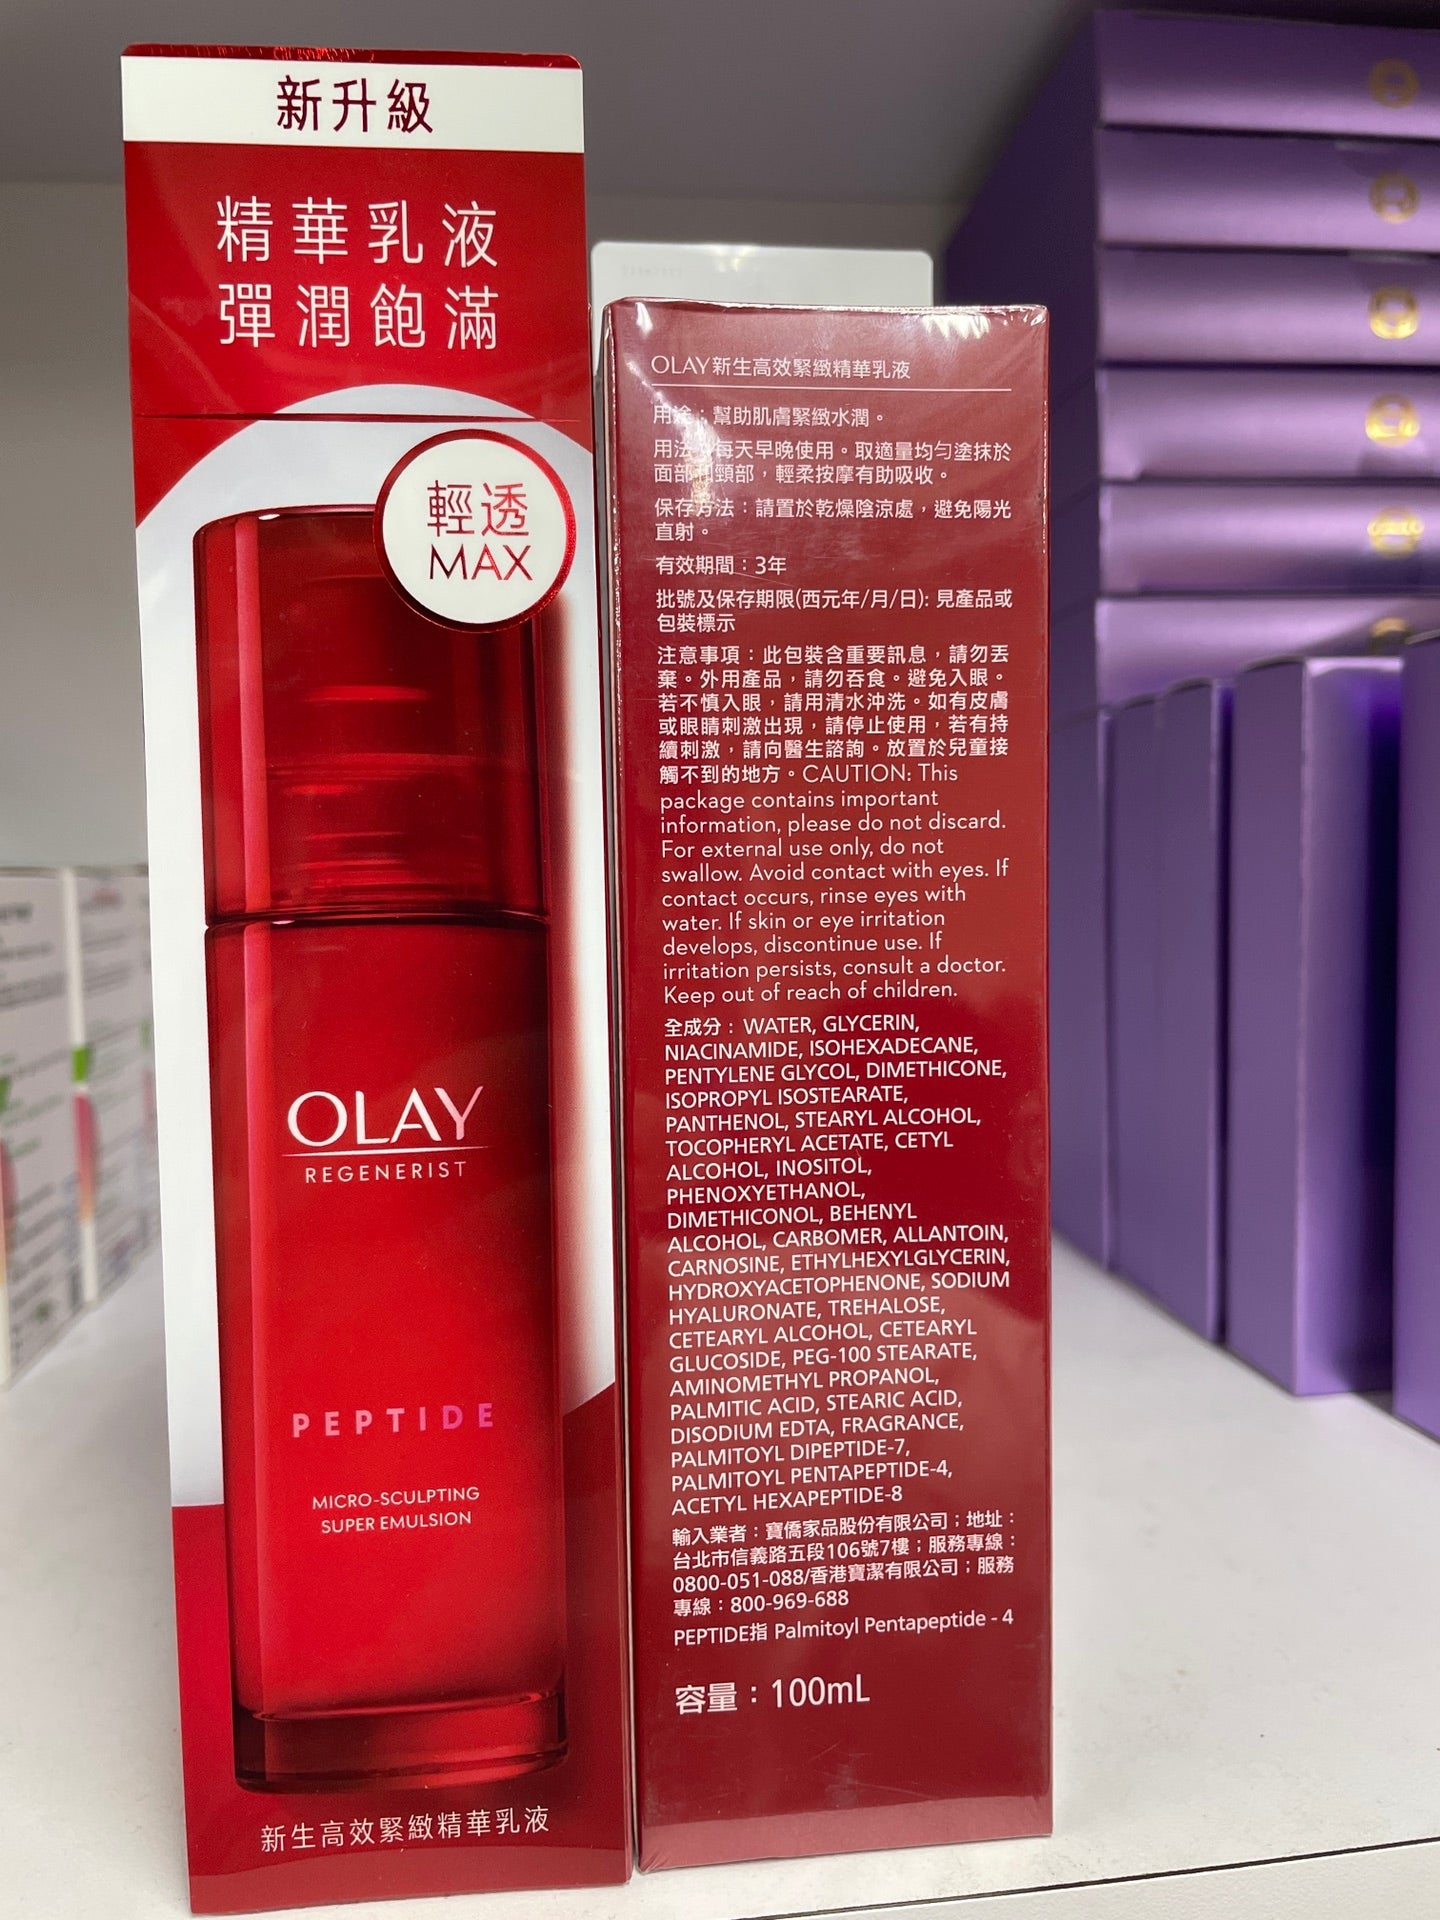 新升級
精華乳液
彈潤飽滿
輕透
MAX
OLAY
REGENERIST
PEPTIDE
MICRO-SCULPTING
SUPER EMULSION
新生高效緊緻精華乳液
OLAY新生高效緊緻精華乳液
用途：幫助肌膚緊緻水潤。
用法：每天早晚使用。取適量均勻塗抹於
面部和頸部，輕柔按摩有助吸收。
保存方法：請置於乾燥陰涼處，避免陽光
直射。
有效期間：3年
批號及保存期限(西元年/月/日): 見產品或
包裝標示
注意事項：此包裝含重要訊息，請勿丟
棄。外用產品，請勿吞食。避免入眼。
若不慎入眼，請用清水沖洗。如有皮膚
或眼睛刺激出現，請停止使用，若有持
續刺激，請向醫生諮詢。放置於兒童接
觸不到的地方。CAUTION: This
package contains important
information, please do not discard.
For external use only, do not
swallow. Avoid contact with eyes. If
contact occurs, rinse eyes with
water. If skin or eye irritation
develops, discontinue use. If
irritation persists, consult a doctor.
Keep out of reach of children.
全成分：WATER, GLYCERIN,
NIACINAMIDE, ISOHEXADECANE,
PENTYLENE GLYCOL, DIMETHICONE,
ISOPROPYL ISOSTEARATE,
PANTHENOL, STEARYL ALCOHOL,
TOCOPHERYL ACETATE, CETYL
ALCOHOL, INOSITOL,
PHENOXYETHANOL,
DIMETHICONOL, BEHENYL
ALCOHOL, CARBOMER, ALLANTOIN,
CARNOSINE, ETHYLHEXYLGLYCERIN,
HYDROXYACETOPHENONE, SODIUM
HYALURONATE, TREHALOSE,
CETEARYL ALCOHOL, CETEARYL
GLUCOSIDE, PEG-100 STEARATE,
AMINOMETHYL PROPANOL,
PALMITIC ACID, STEARIC ACID,
DISODIUM EDTA, FRAGRANCE,
PALMITOYL DIPEPTIDE-7,
PALMITOYL PENTAPEPTIDE-4,
ACETYL HEXAPEPTIDE-8
輸入業者：寶僑家品股份有限公司；地址：
台北市信義路五段106號7樓；服務專線：
0800-051-088/香港寶潔有限公司；服務
專線：800-969-688
PEPTIDE指 Palmitoyl Pentapeptide - 4
容量：100mL